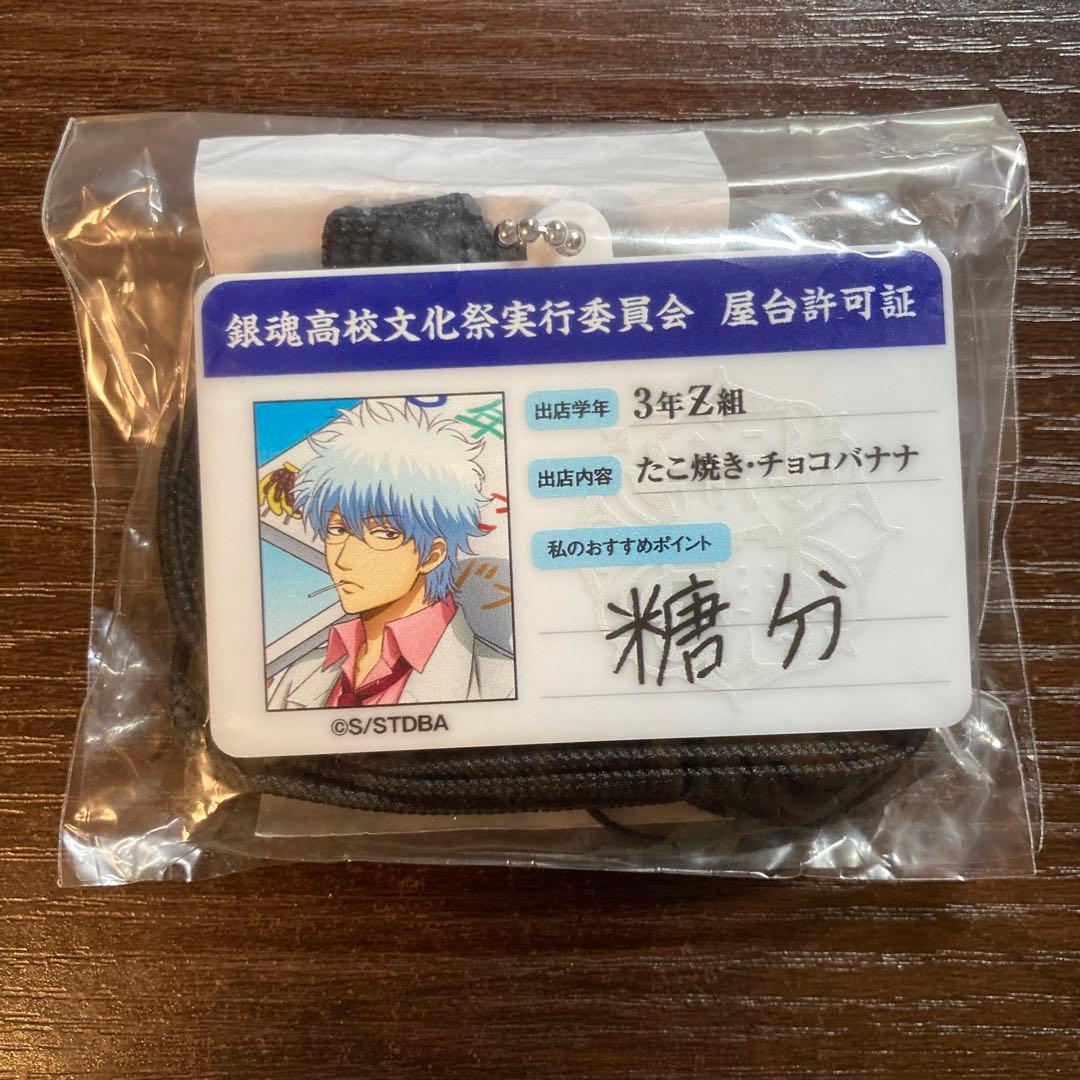 銀魂高校文化祭実行委員会 屋台許可証
出店学年 3年Z組
出店内容 たこ焼き・チョコバナナ
私のおすすめポイント
糖分
©S/STDBA